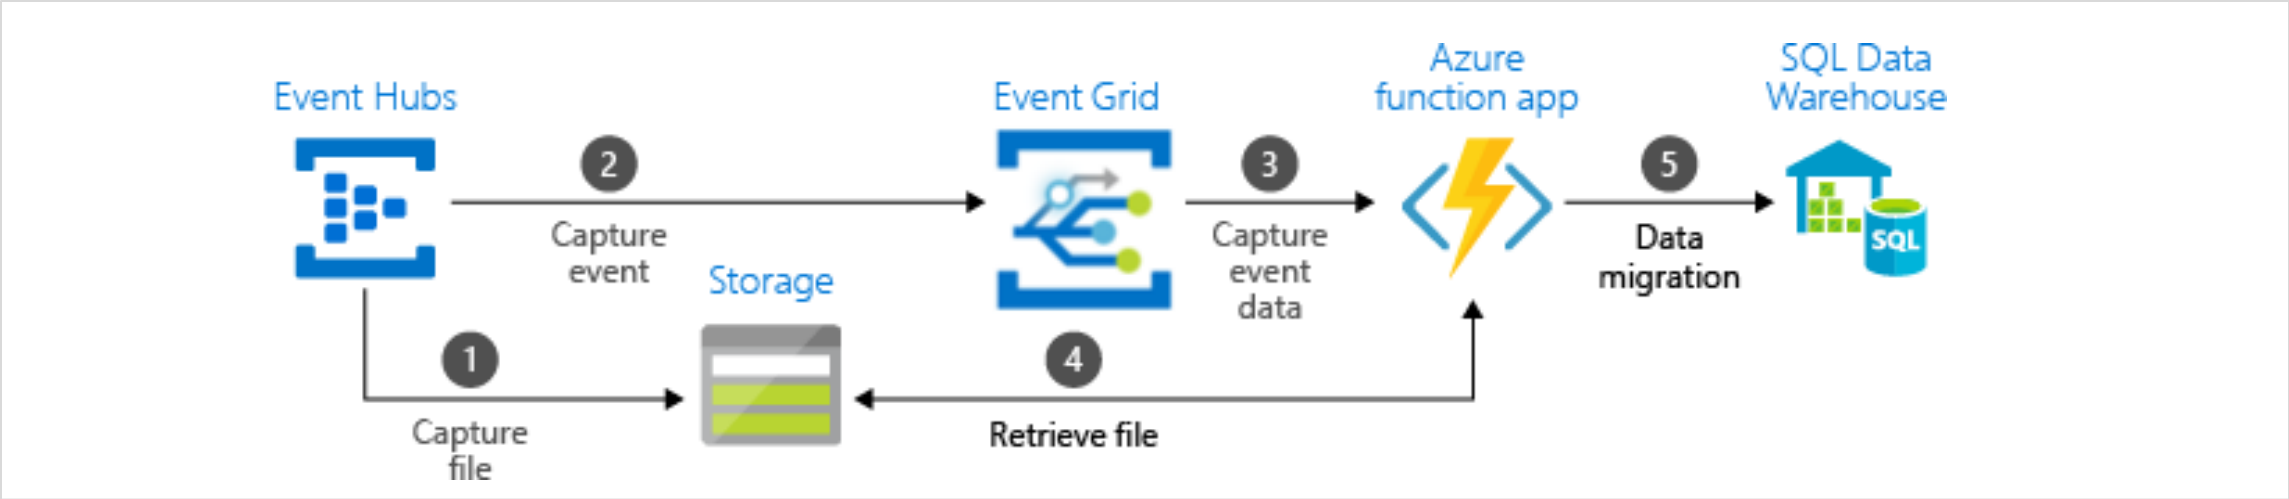 Event Hubs
2
Capture
event
Event Grid
3
Capture
event
data
Azure
function app
5
Data
migration
SQL Data
Warehouse
SQL
1
Capture
file
Storage
4
Retrieve file